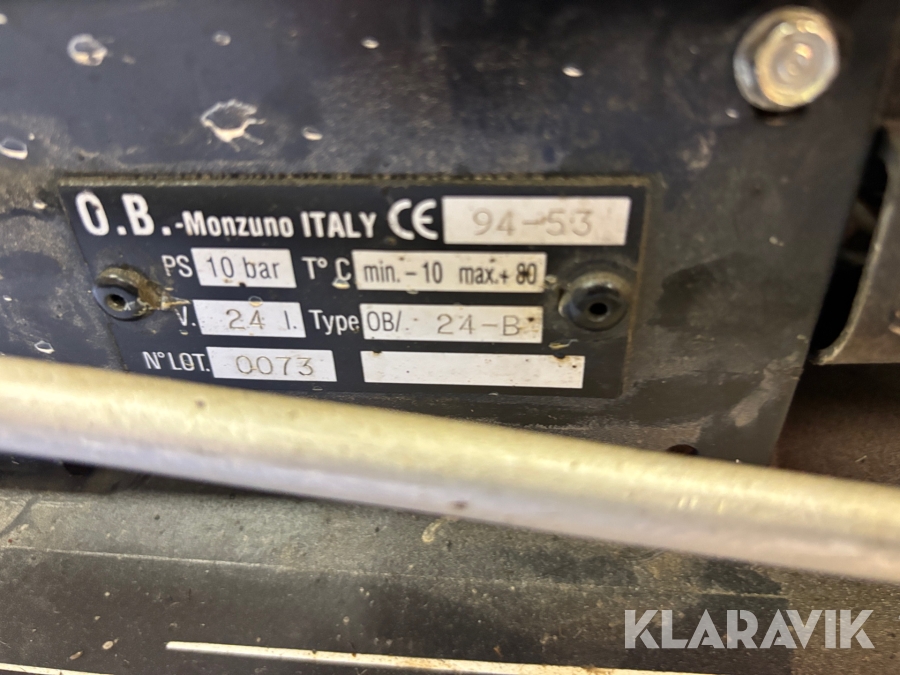 O.B.-Monzuno ITALY CE 94-53
PS 10 bar T°C min.-10 max.+80
V. 24 l. Type OB/. 24-B
N° LOT. 0073
KLARAVIK